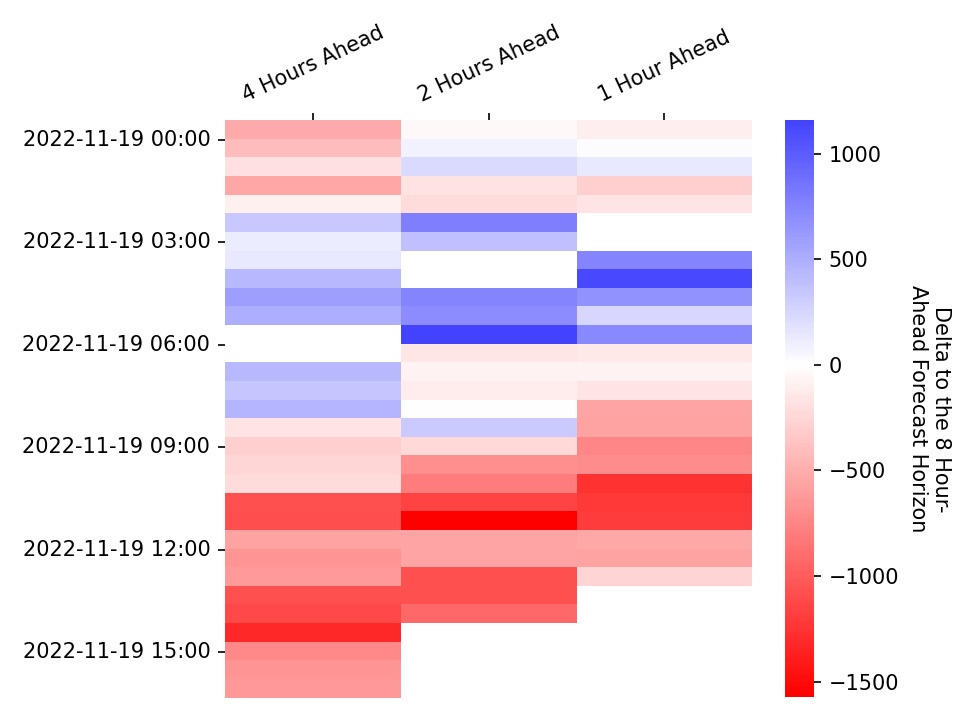 4 Hours Ahead
2 Hours Ahead
1 Hour Ahead
2022-11-19 00:00
2022-11-19 03:00
2022-11-19 06:00
2022-11-19 09:00
2022-11-19 12:00
2022-11-19 15:00
1000
500
0
−500
−1000
−1500
Delta to the 8 Hour-
Ahead Forecast Horizon